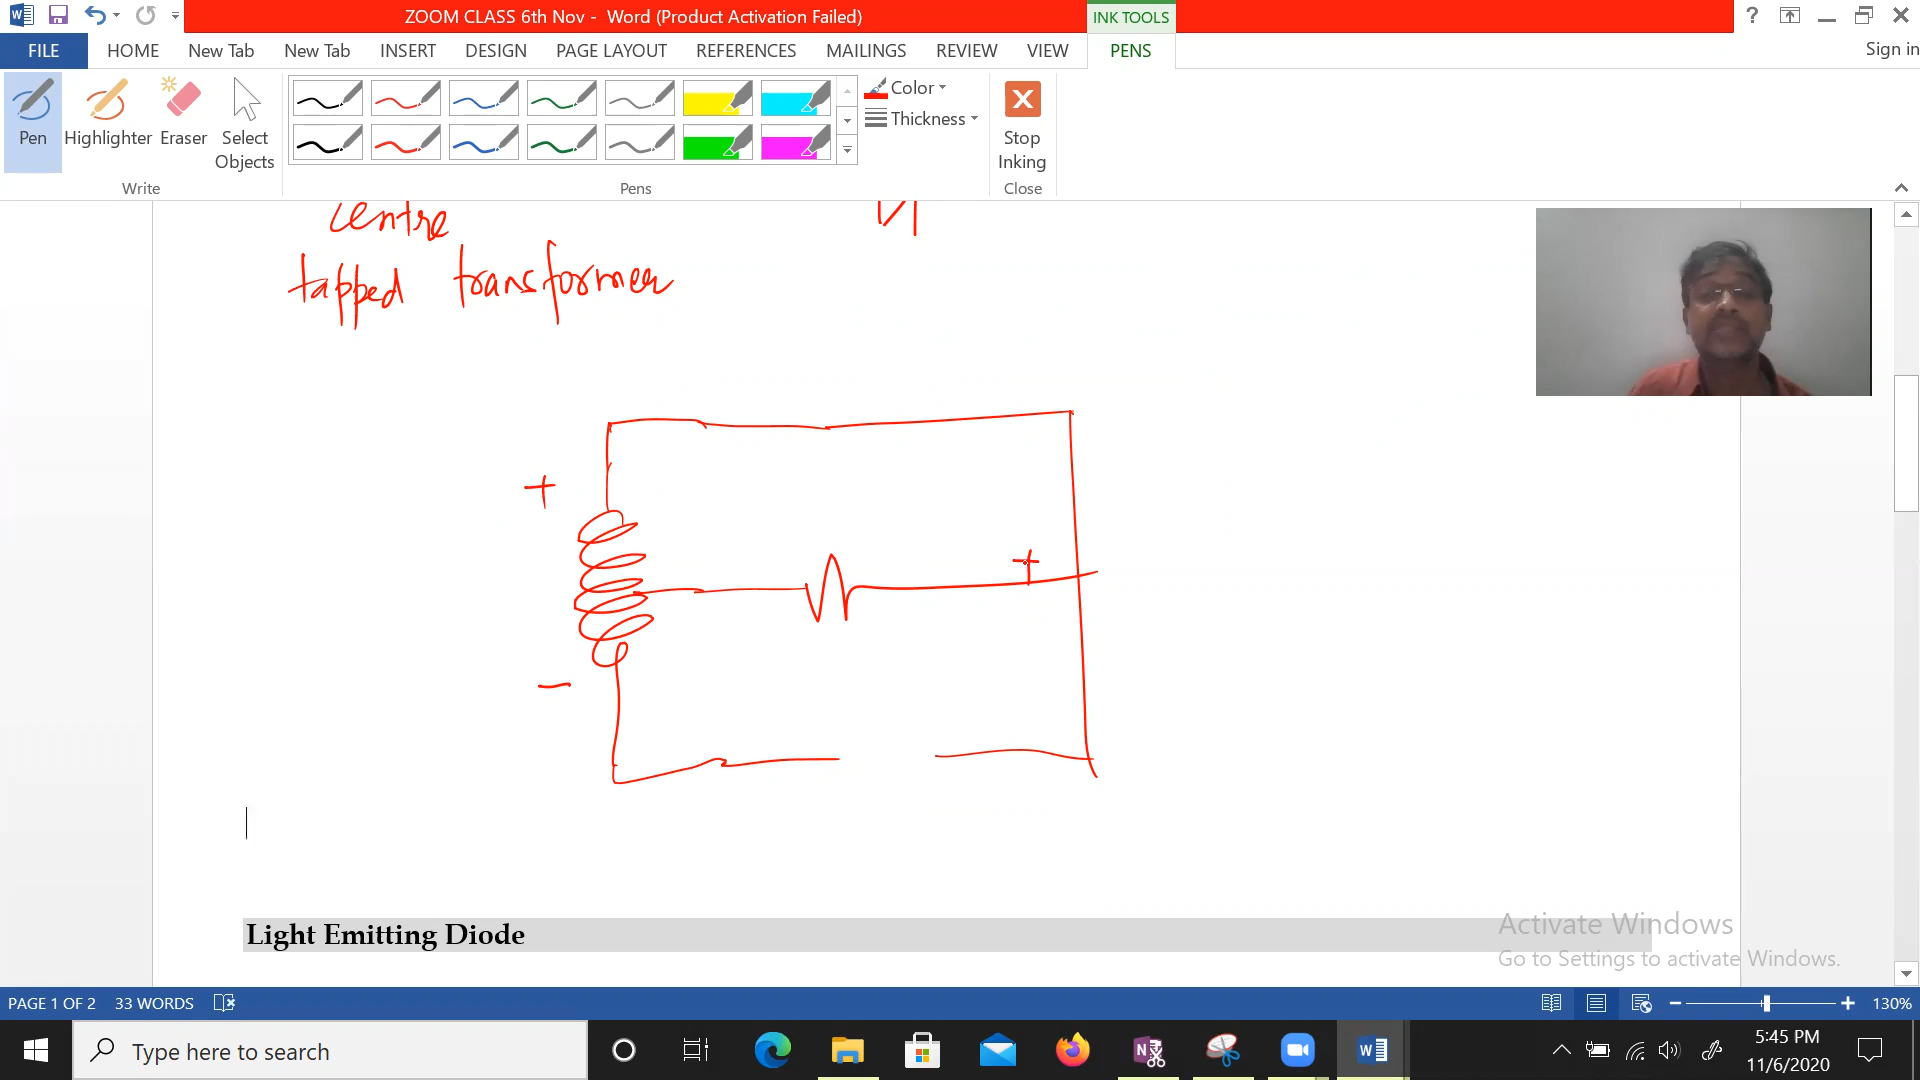 ZOOM CLASS 6th Nov - Word (Product Activation Failed)
INK TOOLS
?
FILE HOME New Tab New Tab INSERT DESIGN PAGE LAYOUT REFERENCES MAILINGS REVIEW VIEW PENS Sign in
Pen
Highlighter
Eraser
Select
Objects
Color
Thickness
Stop
Inking
Write
Pens
Close
centre
tapped transformer
+
+
-
Light Emitting Diode
Activate Windows
Go to Settings to activate Windows.
PAGE 1 OF 2 33 WORDS 130%
Type here to search
5:45 PM
11/6/2020